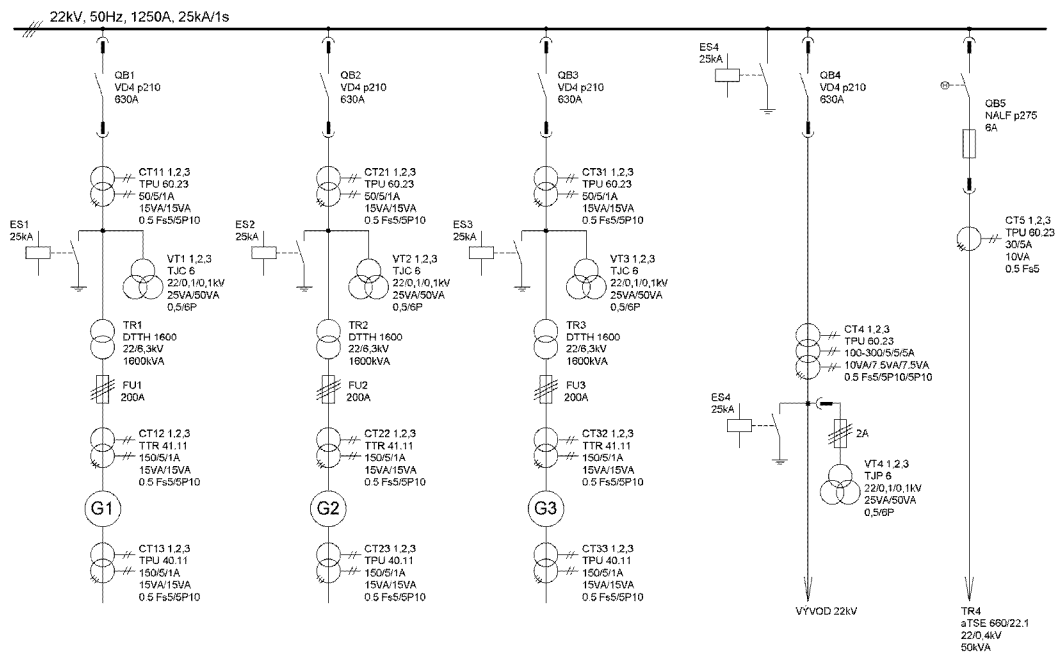 22kV, 50Hz, 1250A, 25kA/1s
QB1
VD4 p210
630A
CT11 1,2,3
TPU 60.23
50/5/1A
15VA/15VA
0.5 Fs5/5P10
ES1
25kA
VT1 1,2,3
TJC 6
22/0,1/0,1kV
25VA/50VA
0,5/6P
TR1
DTTH 1600
22/6,3kV
1600kVA
FU1
200A
CT12 1,2,3
TTR 41.11
150/5/1A
15VA/15VA
0.5 Fs5/5P10
G1
CT13 1,2,3
TPU 40.11
150/5/1A
15VA/15VA
0.5 Fs5/5P10
QB2
VD4 p210
630A
CT21 1,2,3
TPU 60.23
50/5/1A
15VA/15VA
0.5 Fs5/5P10
ES2
25kA
VT2 1,2,3
TJC 6
22/0,1/0,1kV
25VA/50VA
0,5/6P
TR2
DTTH 1600
22/6,3kV
1600kVA
FU2
200A
CT22 1,2,3
TTR 41.11
150/5/1A
15VA/15VA
0.5 Fs5/5P10
G2
CT23 1,2,3
TPU 40.11
150/5/1A
15VA/15VA
0.5 Fs5/5P10
QB3
VD4 p210
630A
CT31 1,2,3
TPU 60.23
50/5/1A
15VA/15VA
0.5 Fs5/5P10
ES3
25kA
VT3 1,2,3
TJC 6
22/0,1/0,1kV
25VA/50VA
0,5/6P
TR3
DTTH 1600
22/6,3kV
1600kVA
FU3
200A
CT32 1,2,3
TTR 41.11
150/5/1A
15VA/15VA
0.5 Fs5/5P10
G3
CT33 1,2,3
TPU 40.11
150/5/1A
15VA/15VA
0.5 Fs5/5P10
ES4
25kA
QB4
VD4 p210
630A
CT4 1,2,3
TPU 60.23
100-300/5/5/5A
10VA/7.5VA/7.5VA
0.5 Fs5/5P10/5P10
ES4
25kA
2A
VT4 1,2,3
TJP 6
22/0,1/0,1kV
25VA/50VA
0,5/6P
VÝVOD 22kV
QB5
NALF p275
6A
CT5 1,2,3
TPU 60.23
30/5A
10VA
0.5 Fs5
TR4
aTSE 660/22.1
22/0,4kV
50kVA